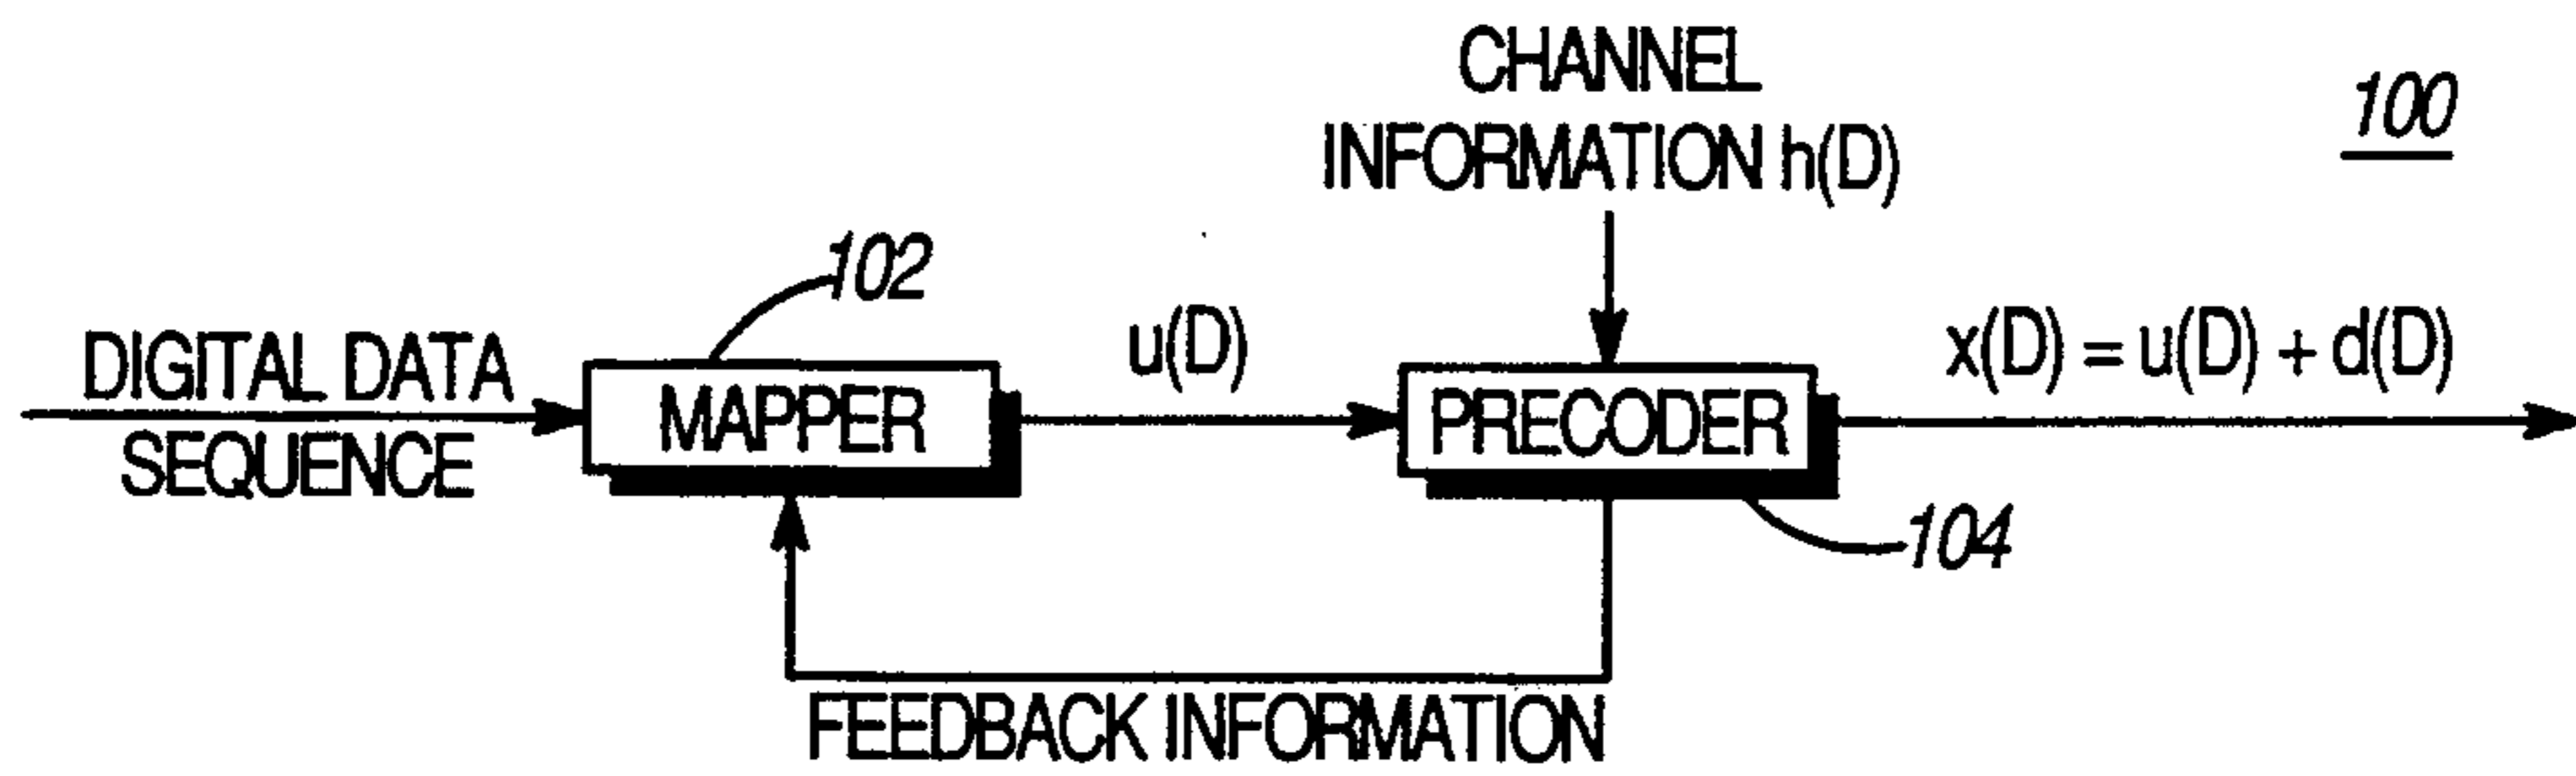 CHANNEL
INFORMATION h(D)
100
102
DIGITAL DATA
SEQUENCE
MAPPER
u(D)
PRECODER
x(D) = u(D) + d(D)
104
FEEDBACK INFORMATION